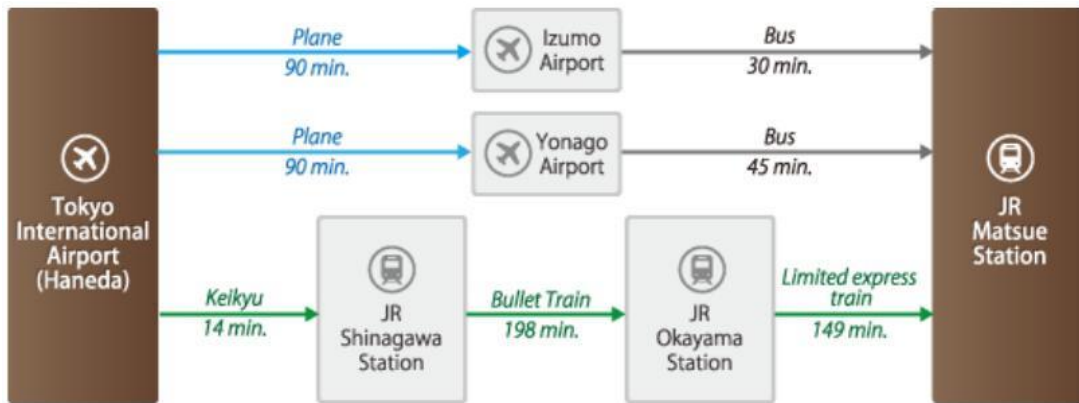 Tokyo
International
Airport
(Haneda)
Plane
90 min.
Izumo
Airport
Bus
30 min.
Plane
90 min.
Yonago
Airport
Bus
45 min.
Keikyu
14 min.
JR
Shinagawa
Station
Bullet Train
198 min.
JR
Okayama
Station
Limited express
train
149 min.
JR
Matsue
Station